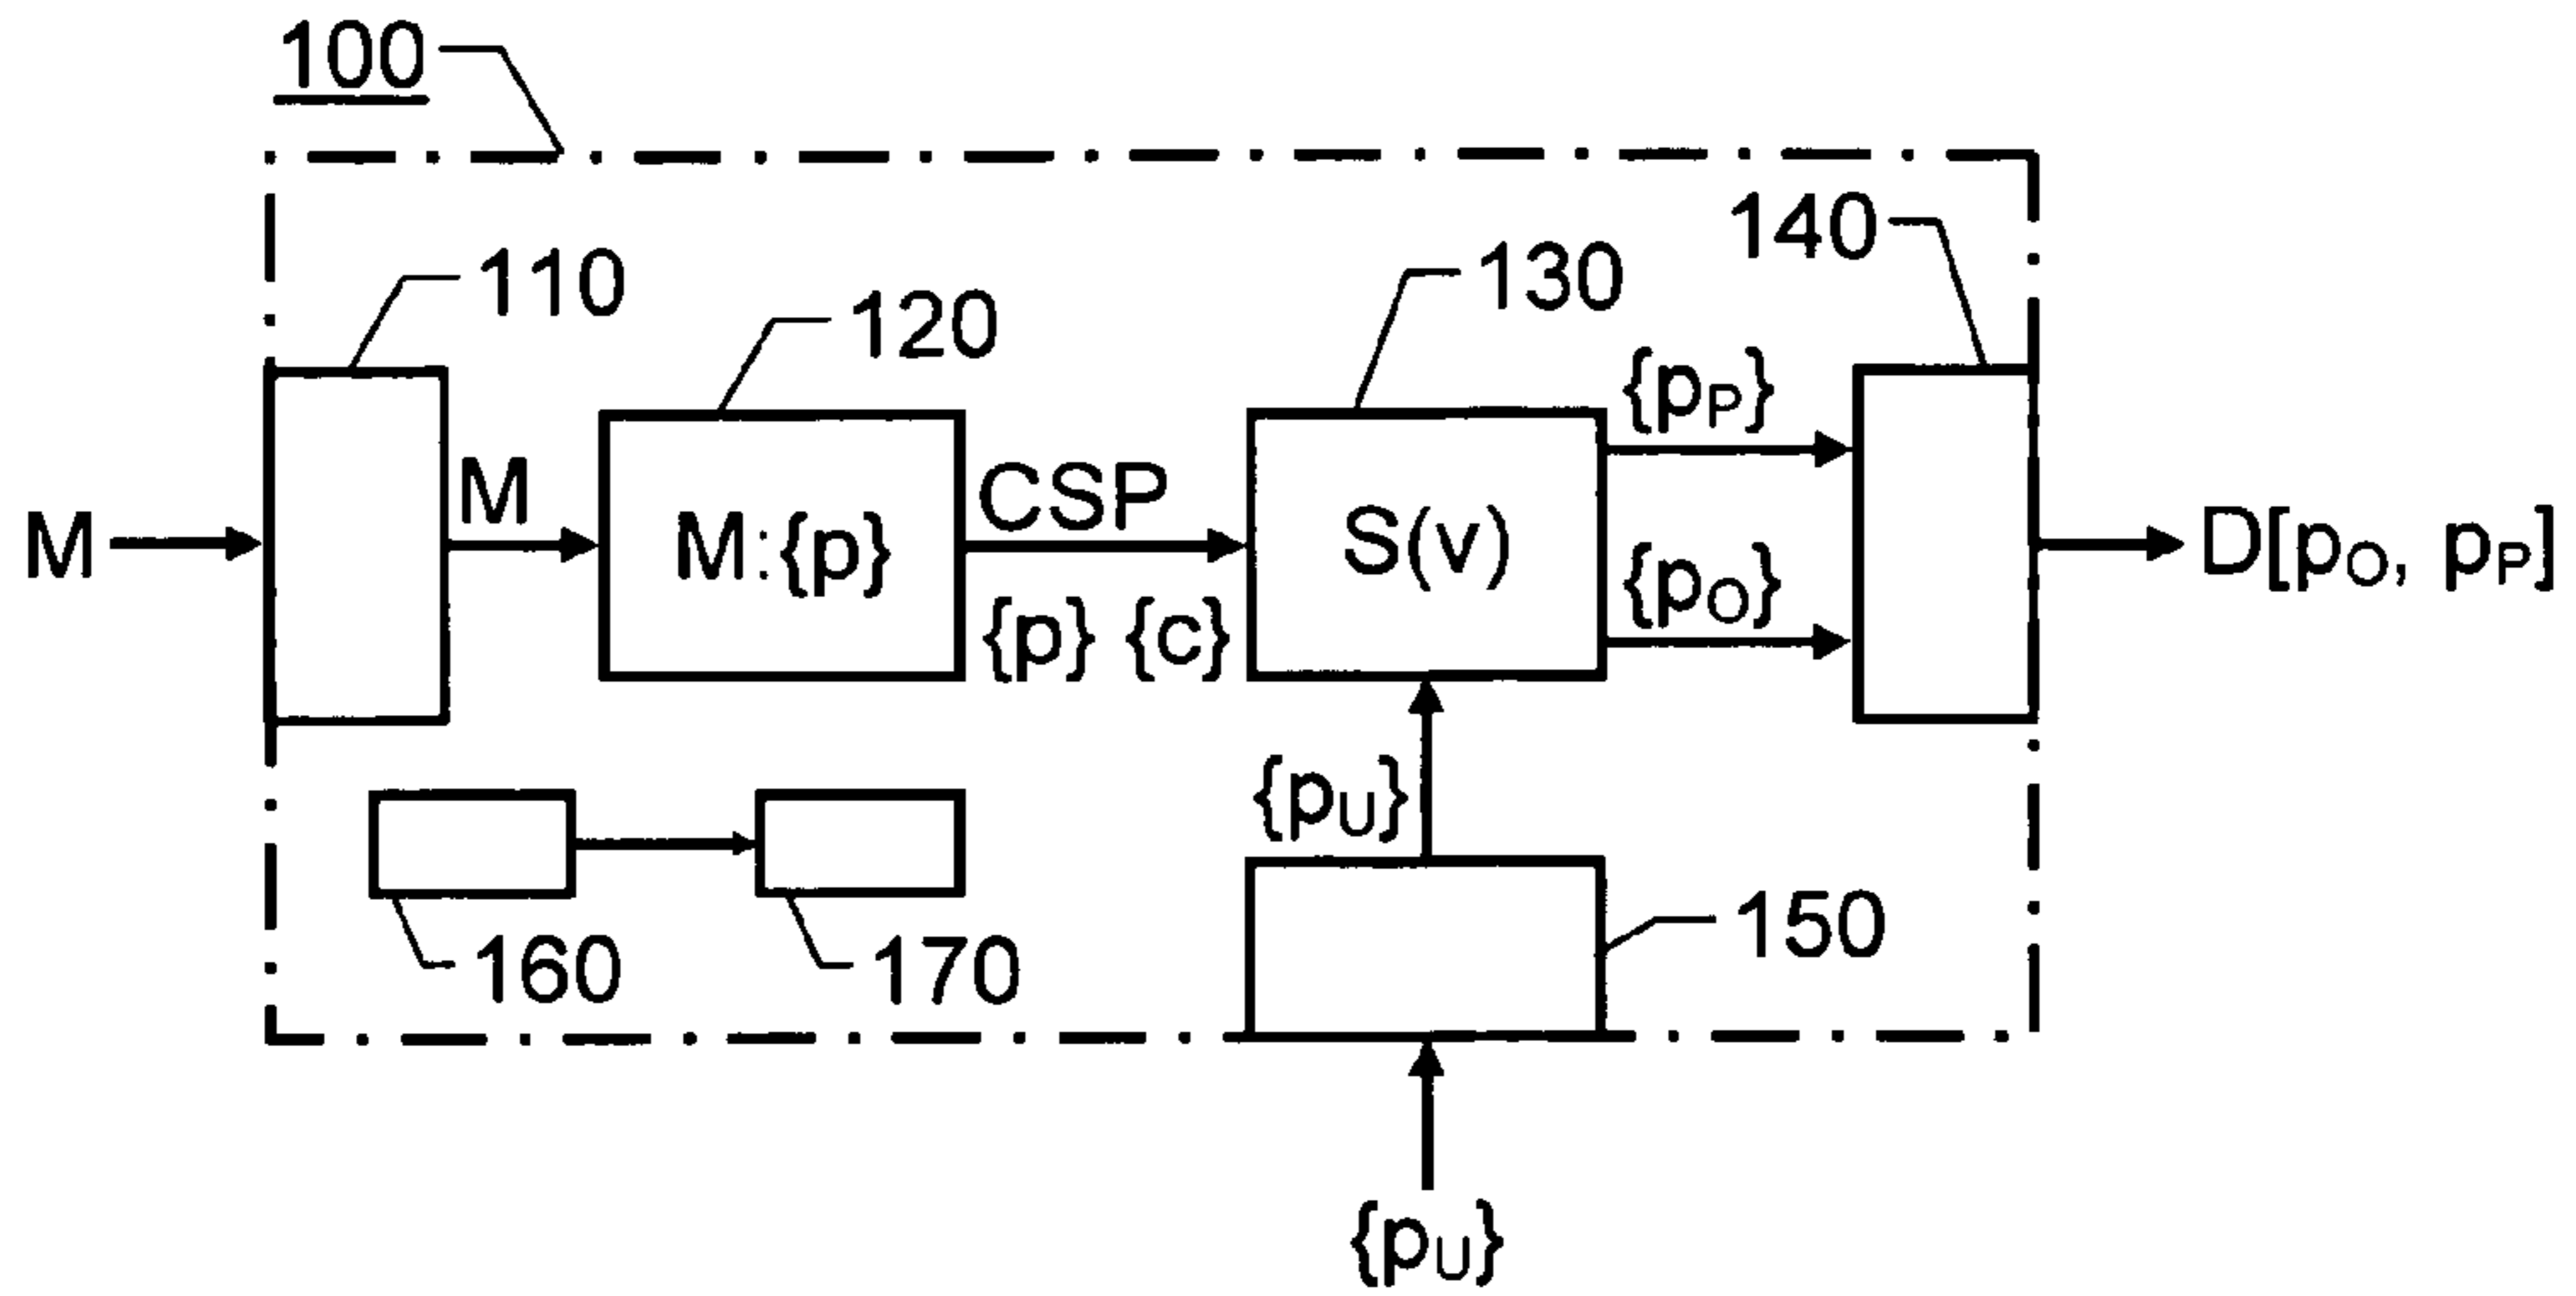 100
140
110
130
120
{pP}
M
M
M:{p}
CSP
S(v)
D[pO, pP]
{pO}
{p} {c}
{pU}
150
160
170
{pU}